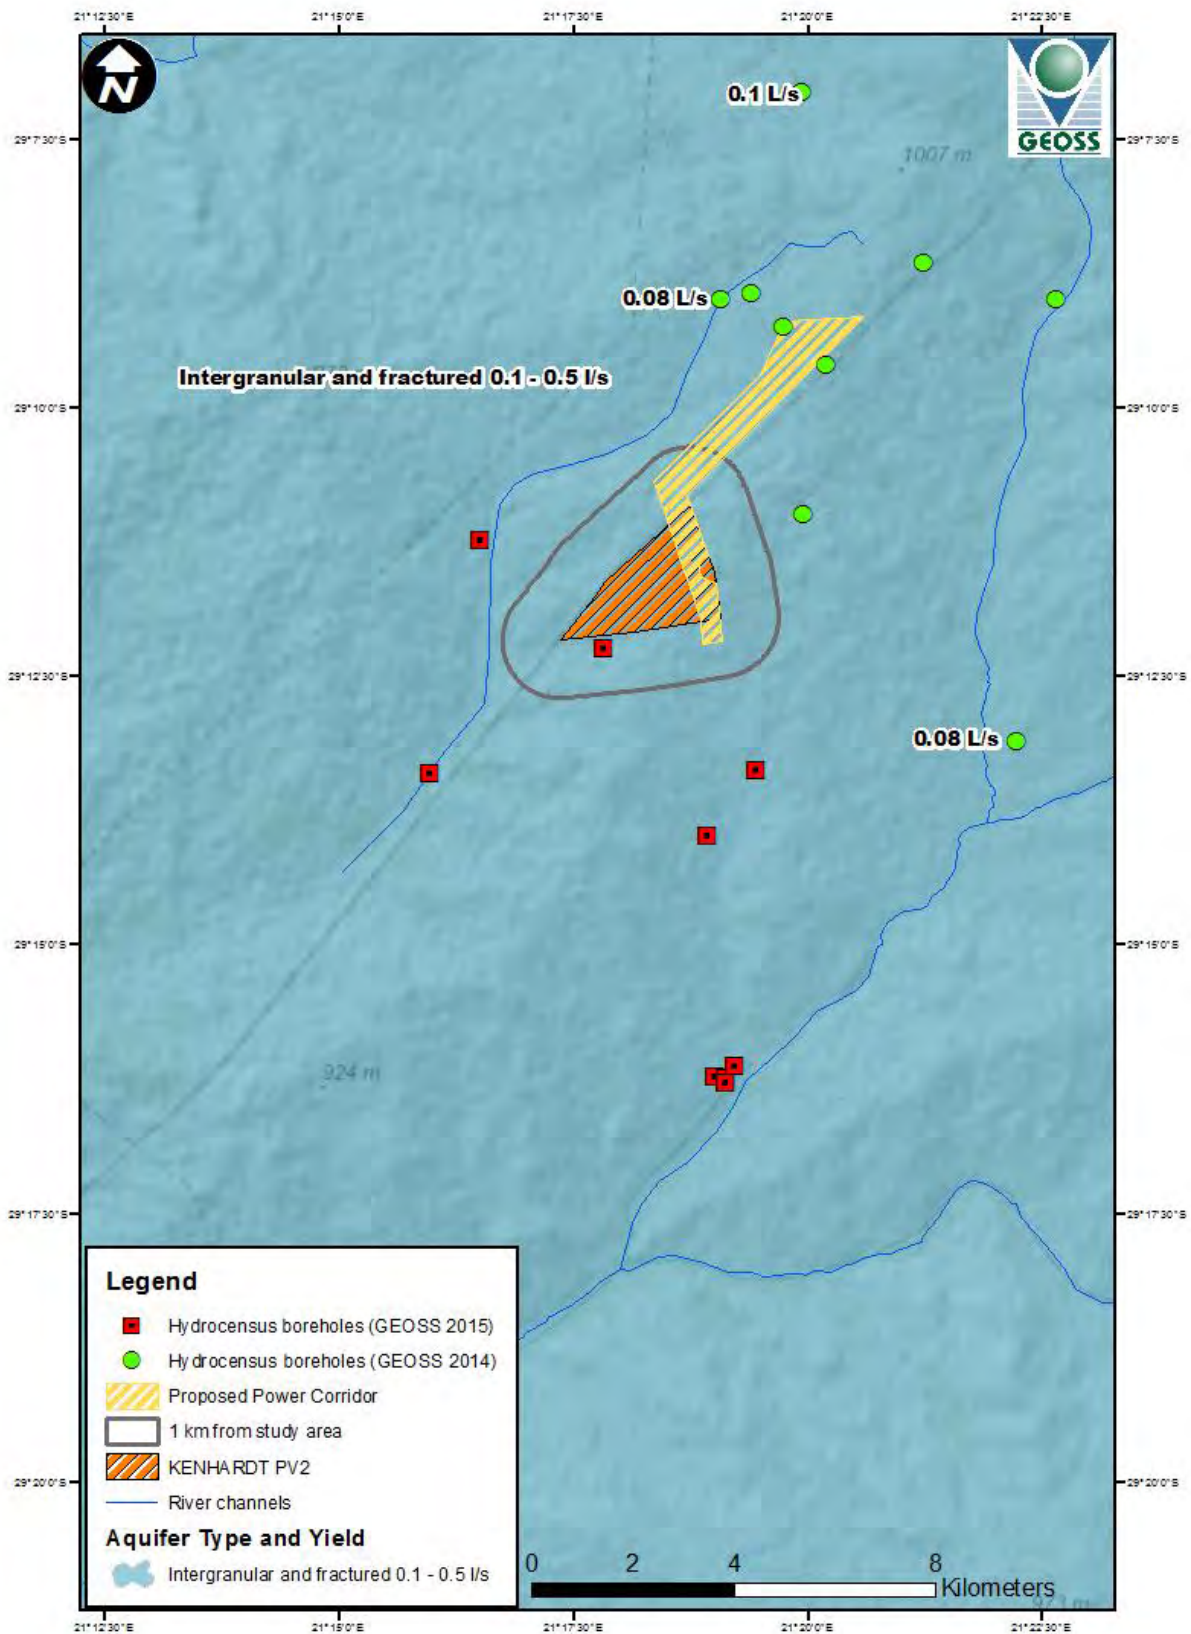 21°12'30"E 21°15'0"E 21°17'30"E 21°20'0"E 21°22'30"E
N
GEOSS
0.1 L/s
29°7'30"S 29°7'30"S
1007 m
0.08 L/s
Intergranular and fractured 0.1 - 0.5 l/s
29°10'0"S 29°10'0"S
29°12'30"S 29°12'30"S
0.08 L/s
29°15'0"S 29°15'0"S
924 m
29°17'30"S 29°17'30"S
Legend
Hydrocensus boreholes (GEOSS 2015)
Hydrocensus boreholes (GEOSS 2014)
Proposed Power Corridor
1 km from study area
KENHARDT PV2
River channels
Aquifer Type and Yield
Intergranular and fractured 0.1 - 0.5 l/s
29°20'0"S 29°20'0"S
0 2 4 8
Kilometers
973 m
21°12'30"E 21°15'0"E 21°17'30"E 21°20'0"E 21°22'30"E